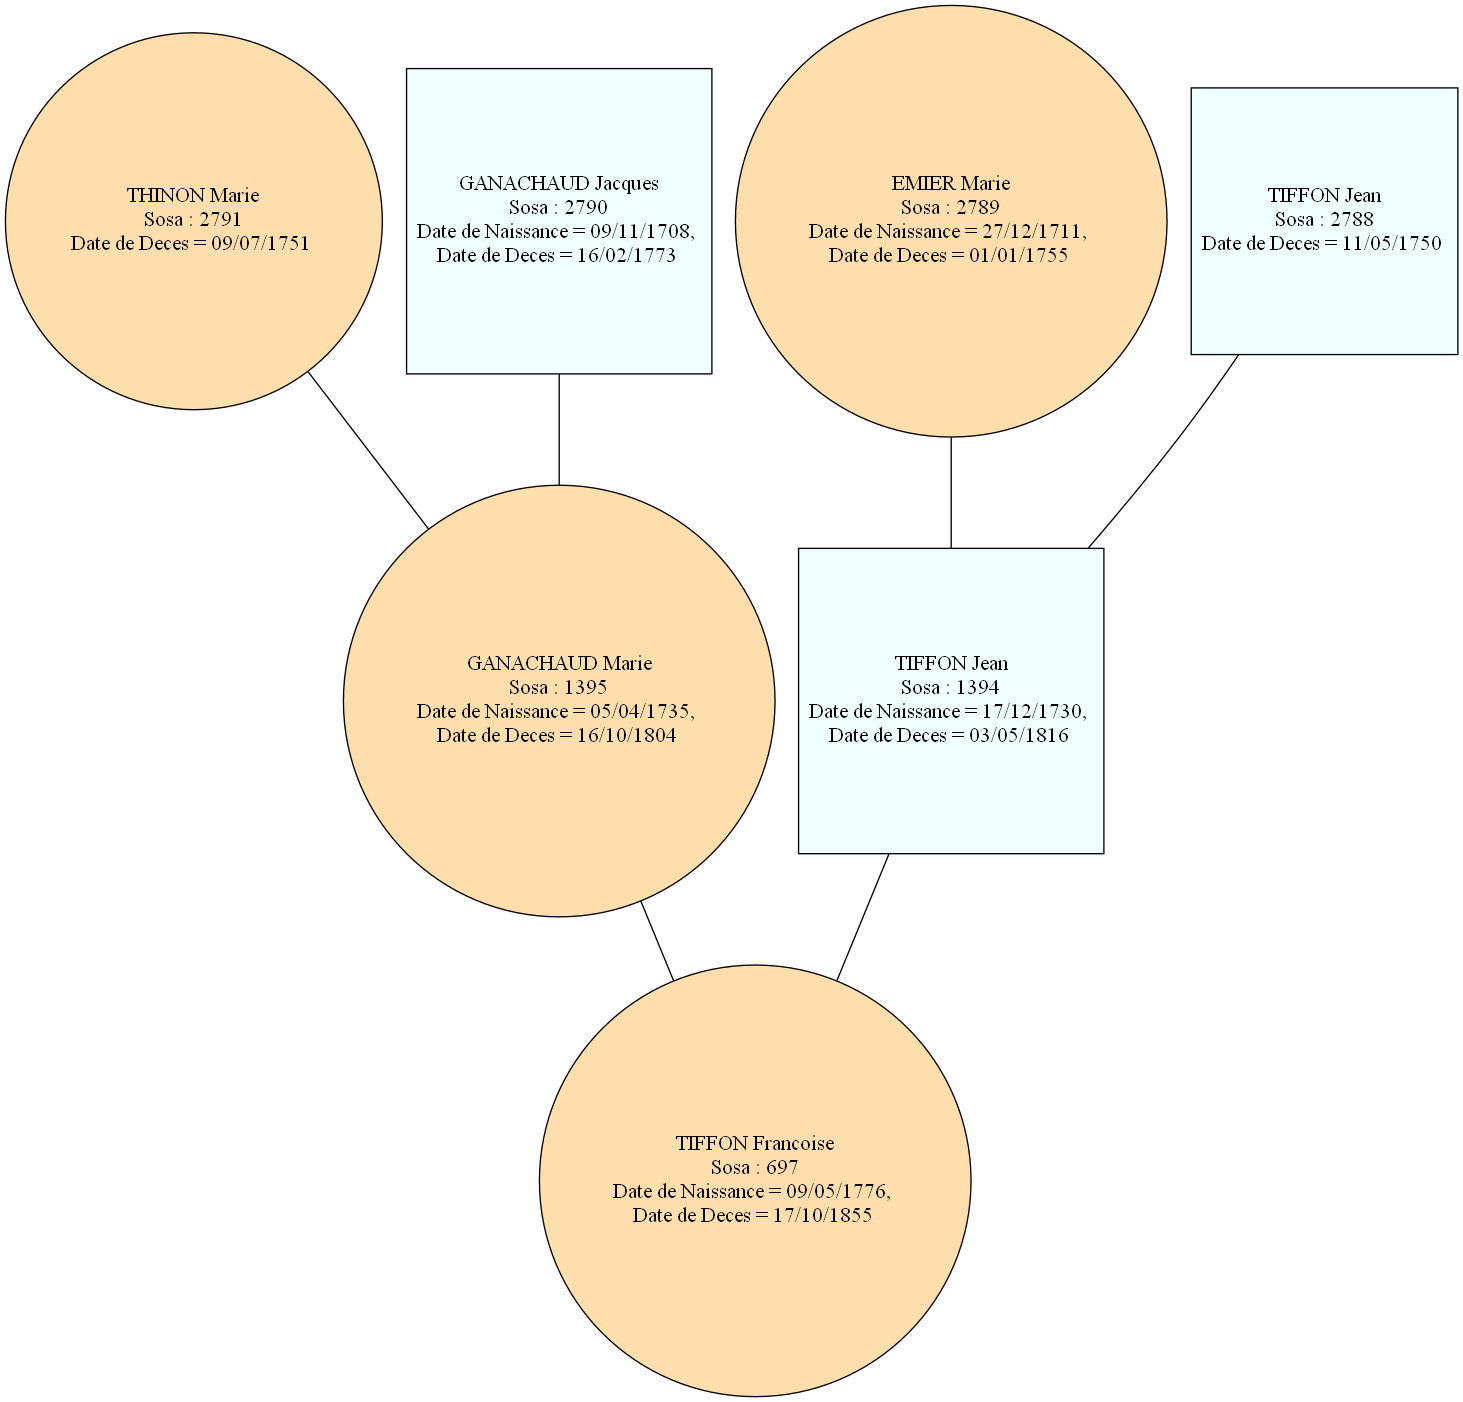 THINON Marie
Sosa : 2791
Date de Deces = 09/07/1751
GANACHAUD Jacques
Sosa : 2790
Date de Naissance = 09/11/1708,
Date de Deces = 16/02/1773
EMIER Marie
Sosa : 2789
Date de Naissance = 27/12/1711,
Date de Deces = 01/01/1755
TIFFON Jean
Sosa : 2788
Date de Deces = 11/05/1750
GANACHAUD Marie
Sosa : 1395
Date de Naissance = 05/04/1735,
Date de Deces = 16/10/1804
TIFFON Jean
Sosa : 1394
Date de Naissance = 17/12/1730,
Date de Deces = 03/05/1816
TIFFON Francoise
Sosa : 697
Date de Naissance = 09/05/1776,
Date de Deces = 17/10/1855